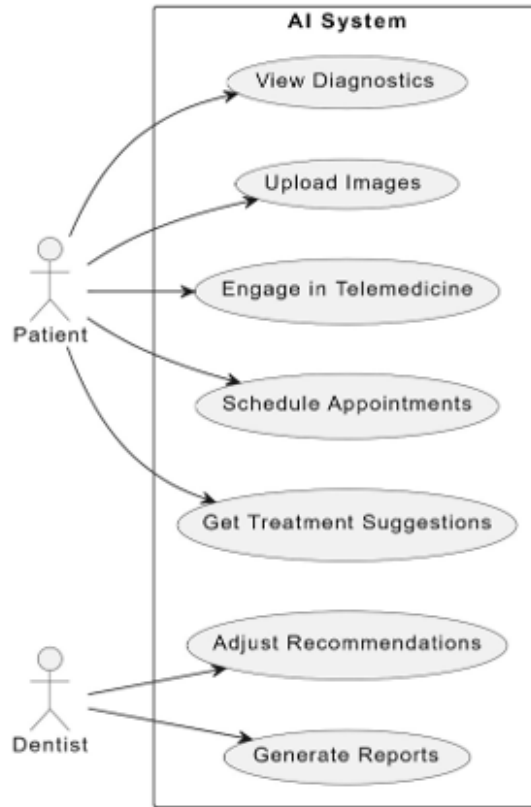 AI System
View Diagnostics
Upload Images
Engage in Telemedicine
Patient
Schedule Appointments
Get Treatment Suggestions
Adjust Recommendations
Dentist
Generate Reports